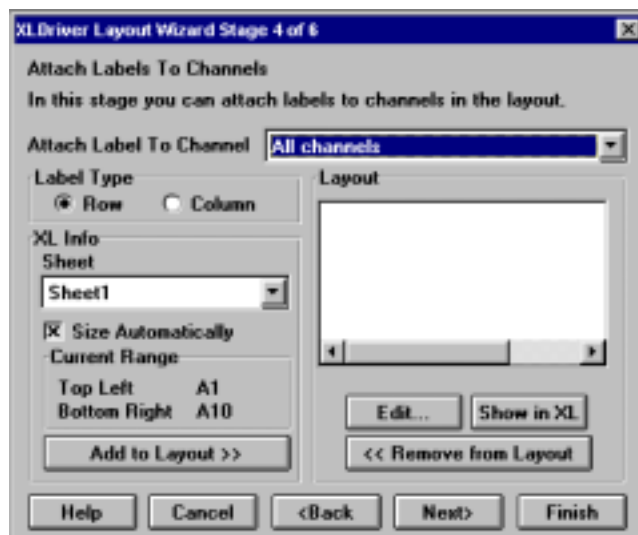 XLDriver Layout Wizard Stage 4 of 6
Attach Labels To Channels
In this stage you can attach labels to channels in the layout.
Attach Label To Channel All channels
Label Type
Row Column
XL Info
Sheet
Sheet1
Size Automatically
Current Range
Top Left A1
Bottom Right A10
Add to Layout >>
Layout
Edit... Show in XL
<< Remove from Layout
Help Cancel <Back Next> Finish